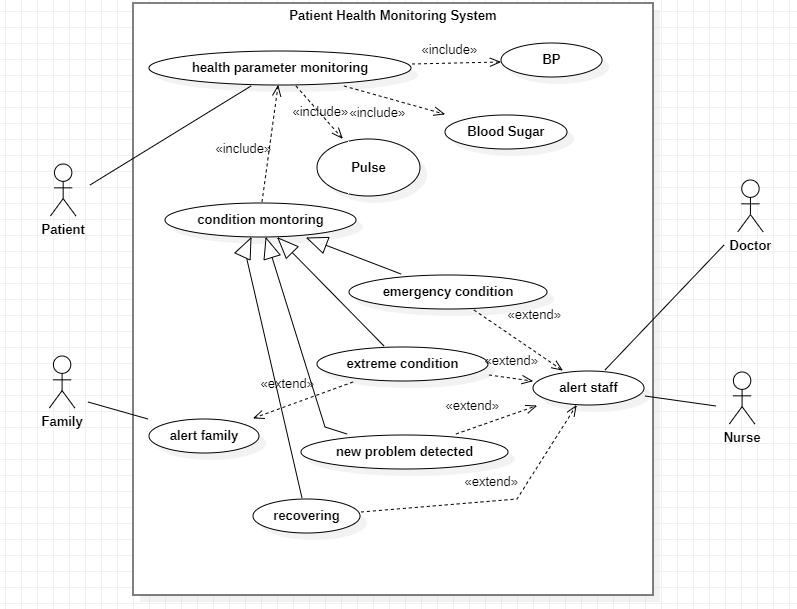 Patient Health Monitoring System
«include»
BP
health parameter monitoring
«include»
«include»
Blood Sugar
«include»
Pulse
Patient
condition montoring
Doctor
emergency condition
«extend»
extreme condition
«extend»
«extend»
alert staff
Family
«extend»
alert family
Nurse
new problem detected
«extend»
recovering